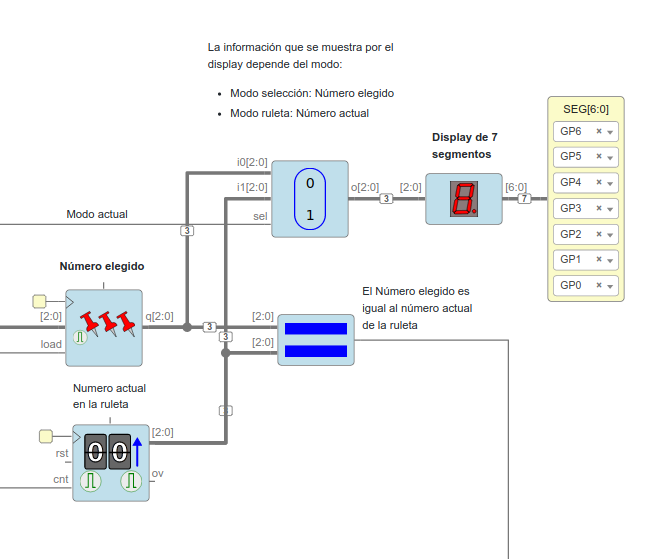 La información que se muestra por el
display depende del modo:
• Modo selección: Número elegido
• Modo ruleta: Número actual
SEG[6:0]
GP6 × ▾
GP5 × ▾
GP4 × ▾
GP3 × ▾
GP2 × ▾
GP1 × ▾
GP0 × ▾
Display de 7
segmentos
i0[2:0]
i1[2:0]
sel
0
1
o[2:0]
3
[2:0]
8.
[6:0]
7
Modo actual
3
Número elegido
[2:0]
load
q[2:0]
3
3
[2:0]
[2:0]
El Número elegido es
igual al número actual
de la ruleta
Numero actual
en la ruleta
3
[2:0]
rst
cnt
0 0
ov